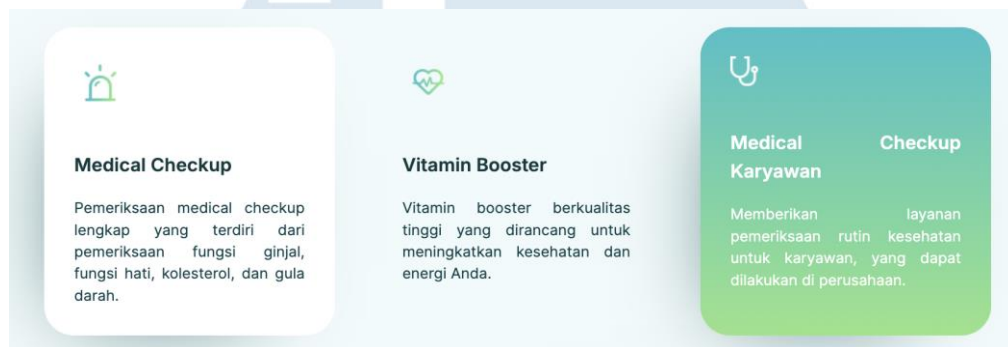 Medical Checkup
Pemeriksaan medical checkup
lengkap yang terdiri dari
pemeriksaan fungsi ginjal,
fungsi hati, kolesterol, dan gula
darah.
Vitamin Booster
Vitamin booster berkualitas
tinggi yang dirancang untuk
meningkatkan kesehatan dan
energi Anda.
Medical Checkup
Karyawan
Memberikan layanan
pemeriksaan rutin kesehatan
untuk karyawan, yang dapat
dilakukan di perusahaan.